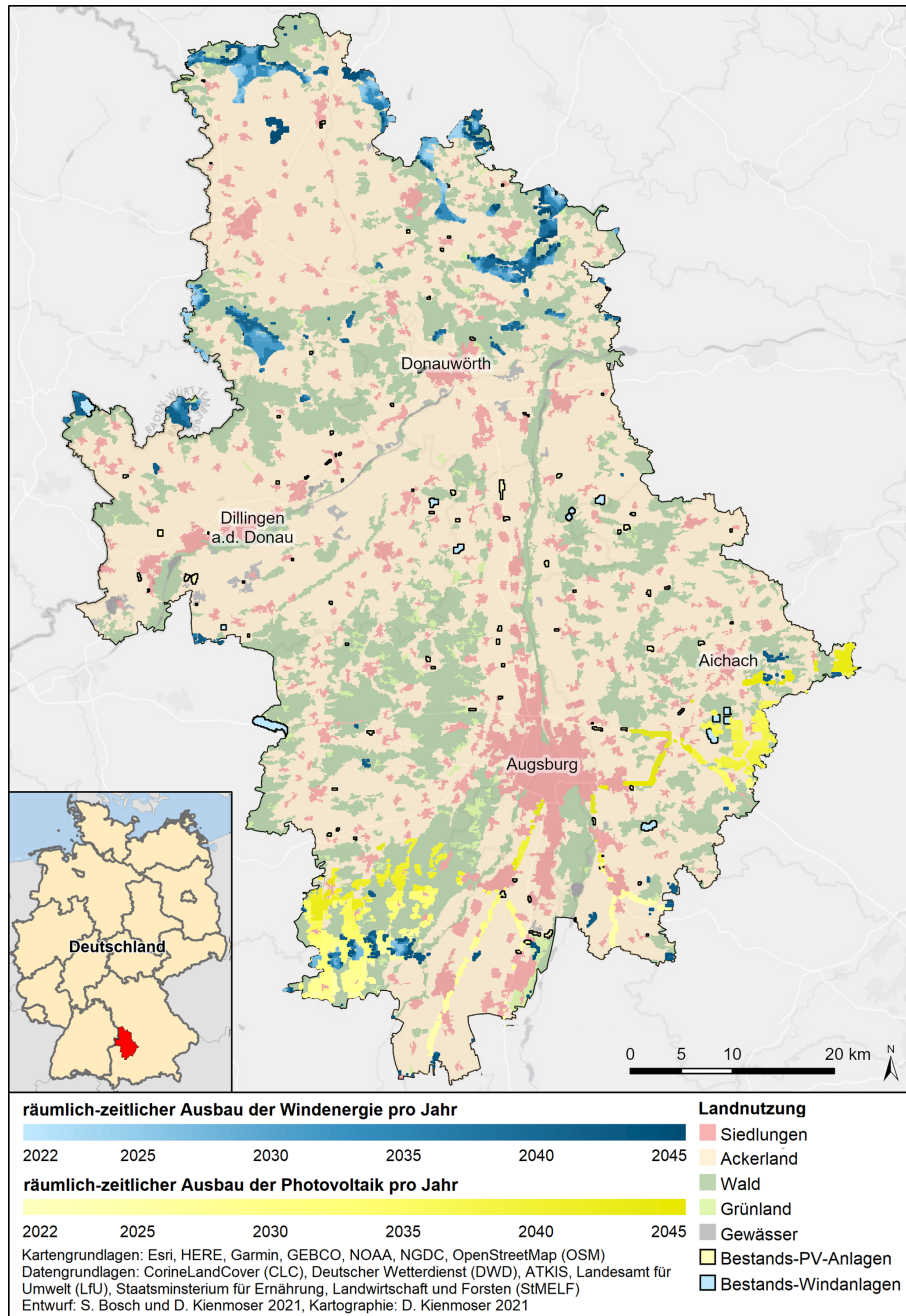 Donauwörth
BADEN-WÜRTT
BAYERN
Dillingen
a.d. Donau
Aichach
Augsburg
Deutschland
0 5 10 20 km
N
räumlich-zeitlicher Ausbau der Windenergie pro Jahr
2022 2025 2030 2035 2040 2045
räumlich-zeitlicher Ausbau der Photovoltaik pro Jahr
2022 2025 2030 2035 2040 2045
Kartengrundlagen: Esri, HERE, Garmin, GEBCO, NOAA, NGDC, OpenStreetMap (OSM)
Datengrundlagen: CorineLandCover (CLC), Deutscher Wetterdienst (DWD), ATKIS, Landesamt für
Umwelt (LfU), Staatsministerium für Ernährung, Landwirtschaft und Forsten (StMELF)
Entwurf: S. Bosch und D. Kienmoser 2021, Kartographie: D. Kienmoser 2021
Landnutzung
Siedlungen
Ackerland
Wald
Grünland
Gewässer
Bestands-PV-Anlagen
Bestands-Windanlagen